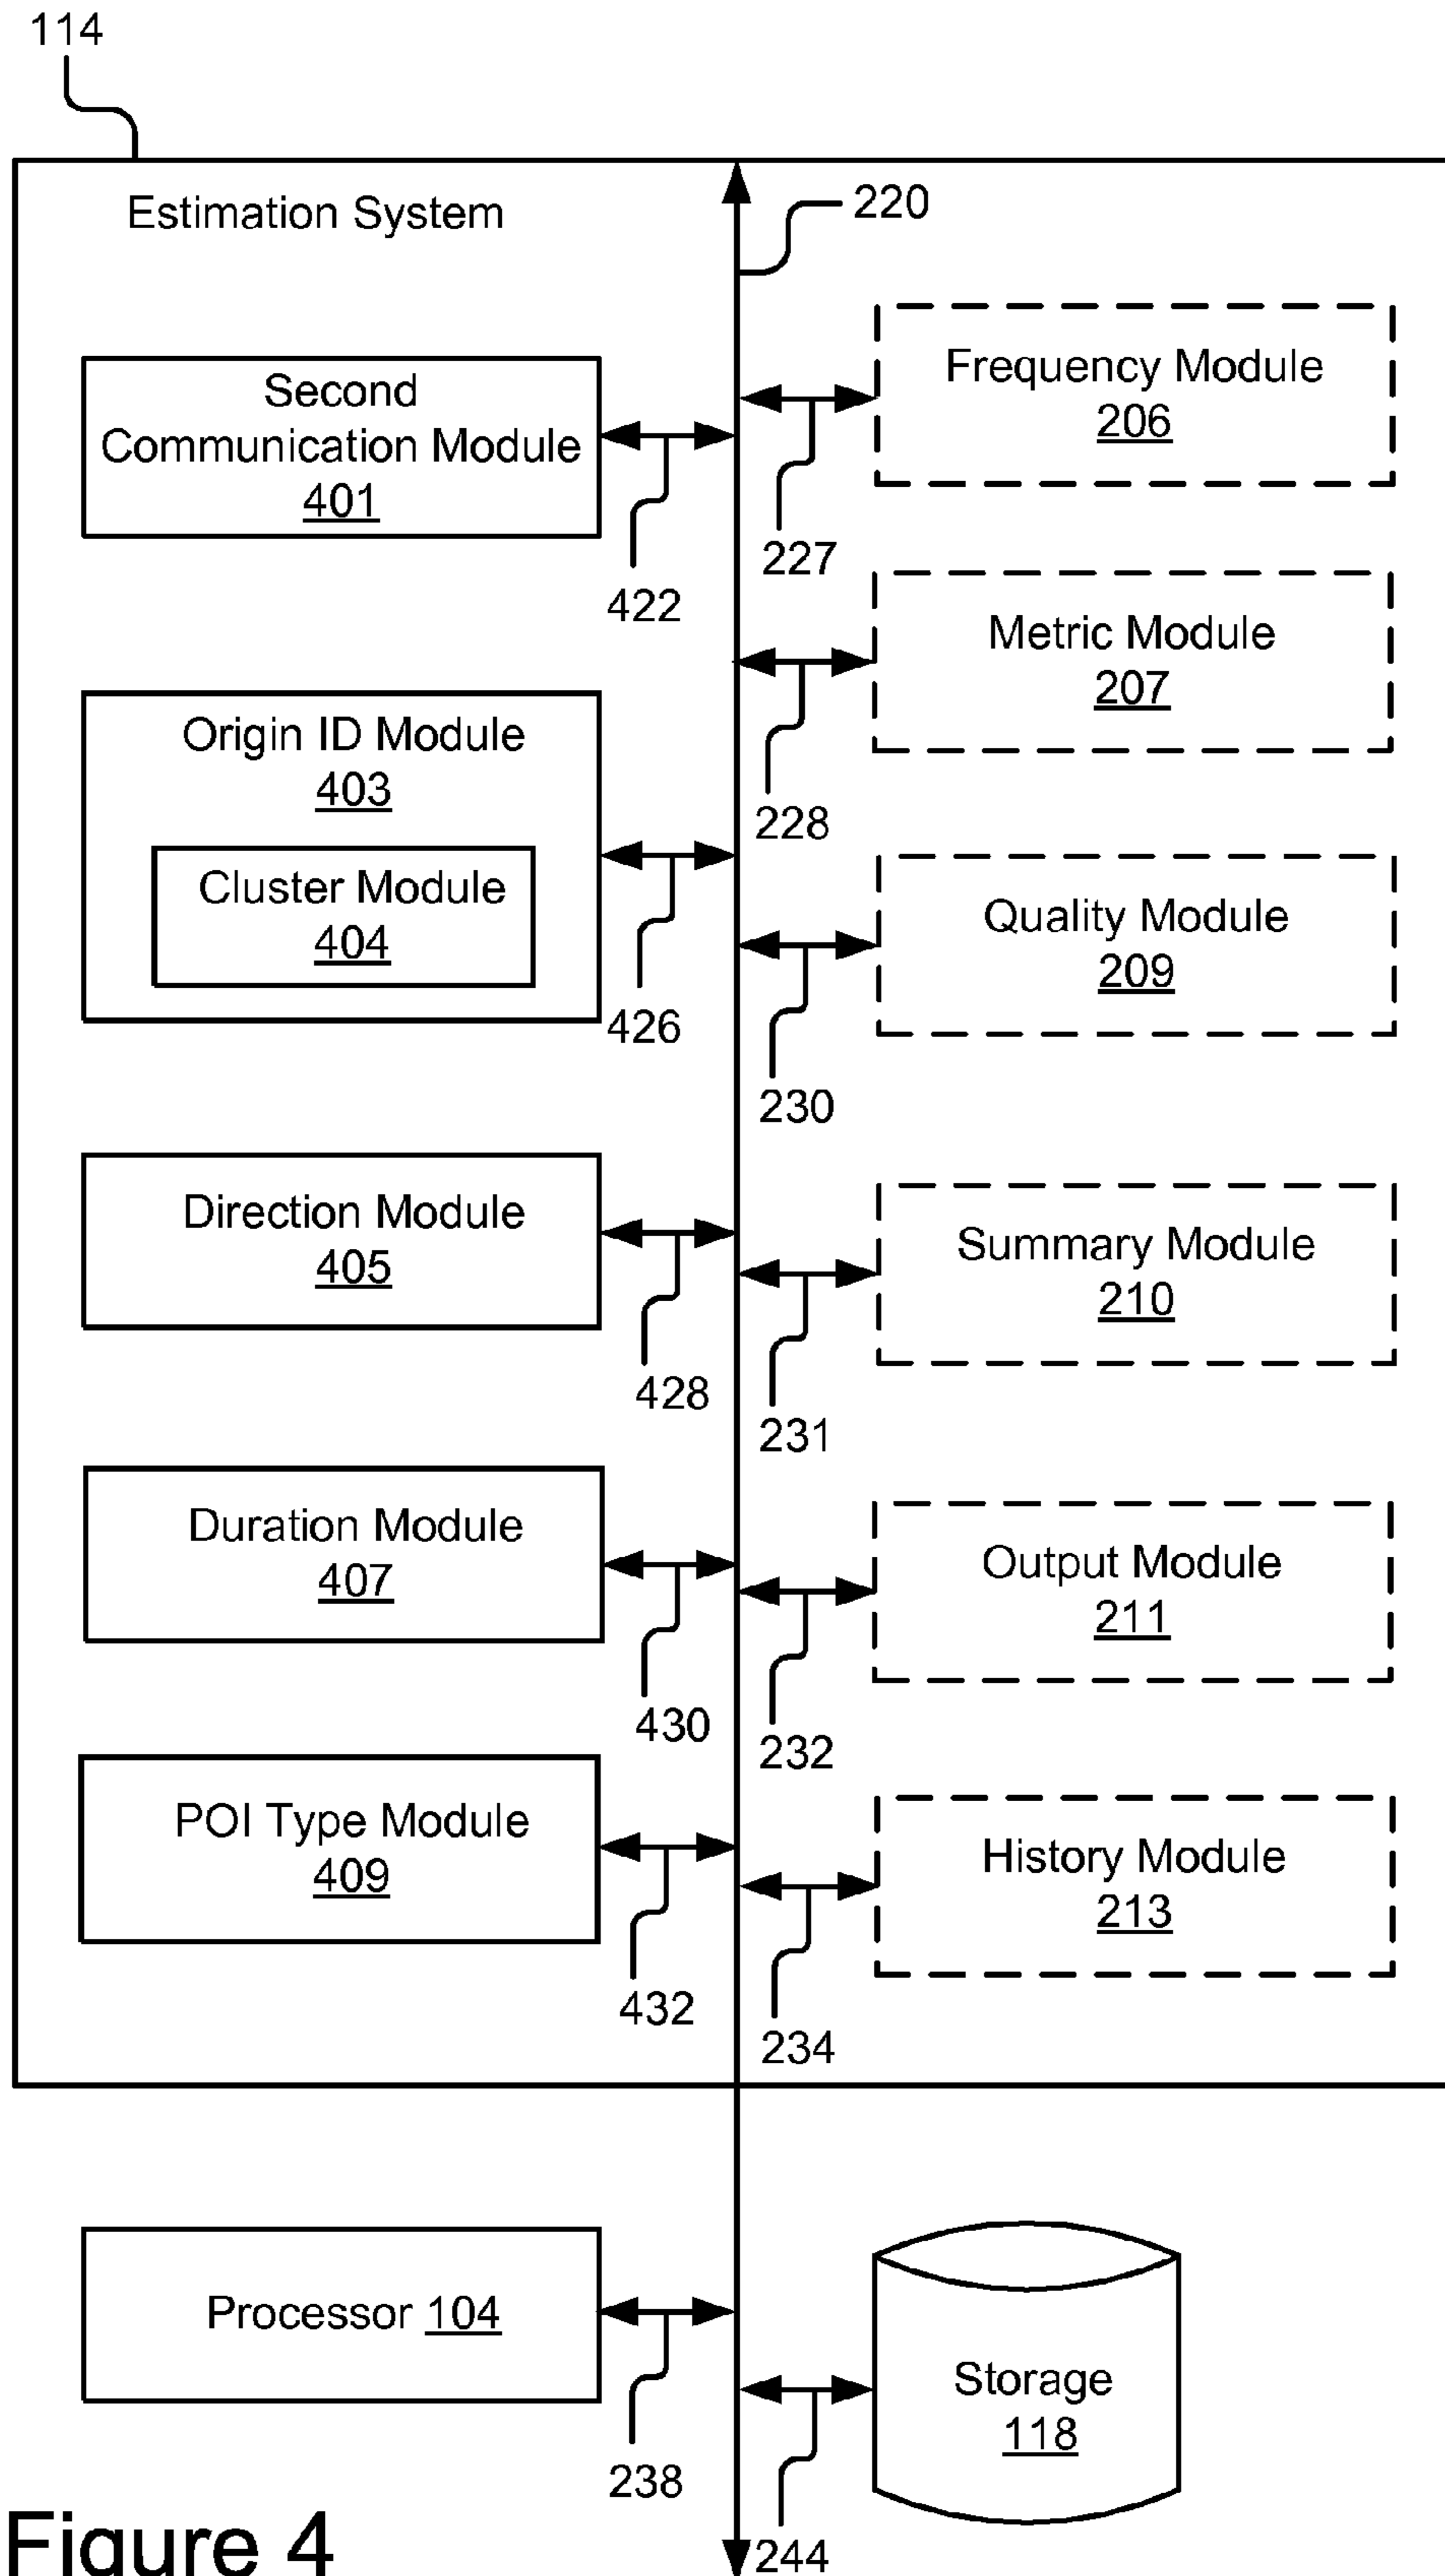 114
Estimation System
220
Second
Communication Module
401
422
Frequency Module
206
227
Metric Module
207
228
Origin ID Module
403
Cluster Module
404
426
Quality Module
209
230
Direction Module
405
428
Summary Module
210
231
Duration Module
407
430
Output Module
211
232
POI Type Module
409
432
History Module
213
234
Processor 104
238
Storage
118
244
Figure 4